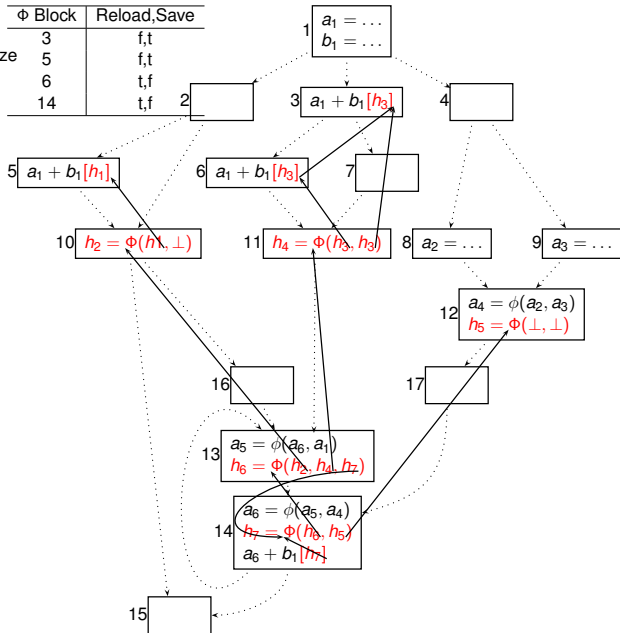 Φ Block Reload,Save
3 f,t
ze
5 f,t
6 t,f
14 t,f
1 a₁ = ...
b₁ = ...
2
3 a₁ + b₁[h₃]
4
5 a₁ + b₁[h₁]
6 a₁ + b₁[h₃]
7
10 h₂ = Φ(h1, ⊥)
11 h₄ = Φ(h₃, h₃)
8 a₂ = ...
9 a₃ = ...
12 a₄ = ϕ(a₂, a₃)
h₅ = Φ(⊥, ⊥)
16
17
13 a₅ = ϕ(a₆, a₁)
h₆ = Φ(h₂, h₄, h₇)
14 a₆ = ϕ(a₅, a₄)
h₇ = Φ(h₆, h₅)
a₆ + b₁[h₇]
15